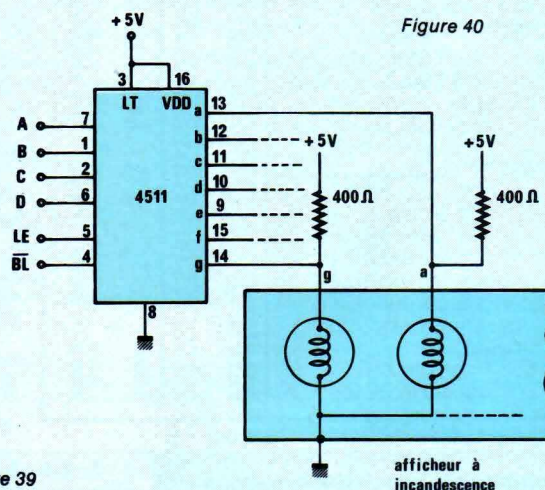 Figure 40
+ 5V
3
16
LT
VDD
a
13
A
7
b
12
+ 5V
+ 5V
B
1
c
11
C
2
d
10
400 Ω
400 Ω
D
6
4511
e
9
LE
5
f
15
BL
4
g
14
g
a
8
afficheur à
incandescence
re 39